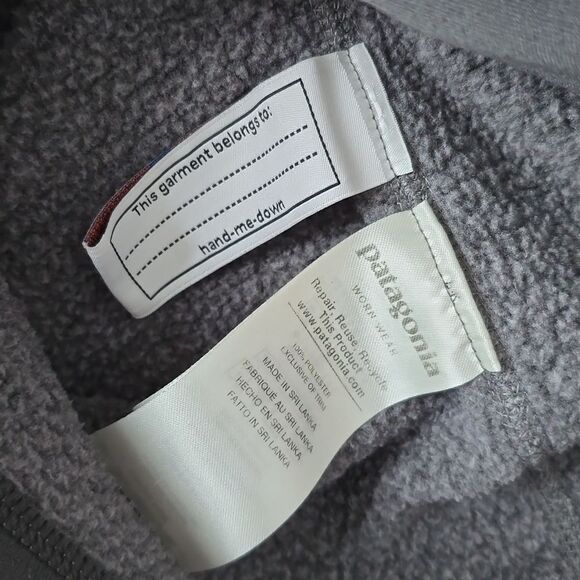 This garment belongs to:
hand-me-down
patagonia
WORN WEAR
Repair, Reuse, Recycle
This Product
www.patagonia.com
100% POLYESTER
EXCLUSIVE OF TRIM
MADE IN SRI LANKA
FABRIQUÉ AU SRI LANKA
HECHO EN SRI LANKA
FATTO IN SRI LANKA